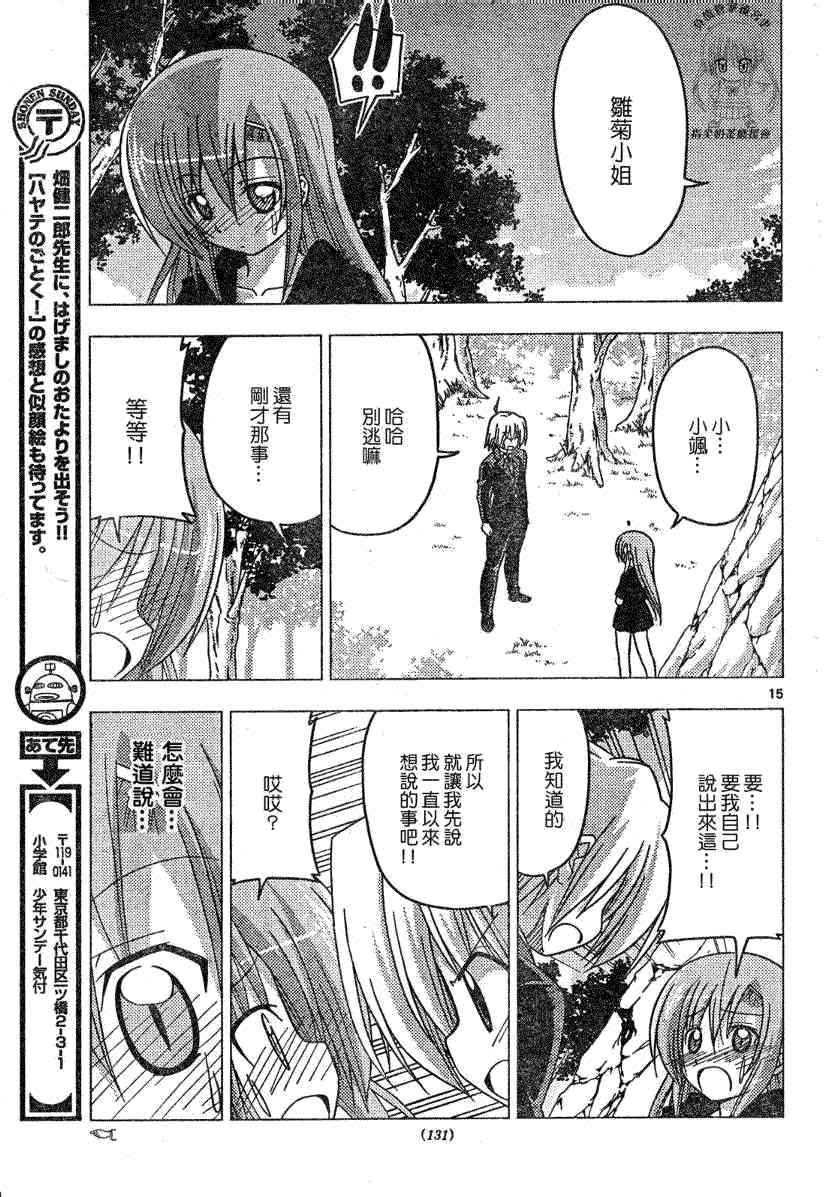 雛菊小姐
!!
小…
小颯…
哈哈
別逃嘛
還有
剛才那事…
等等!!
15
要…!!
要我自己
說出來這…!!
我知道的
所以
就讓我先說
我一直以來
想說的事吧!!
哎哎？
怎麼會…
難道說…
(131)
SHONEN SUNDAY
〒
畑健二郎先生に、はげましのおたよりを出そう!!
【ハヤテのごとく!】の感想と似顔絵も待ってます。
あて先
〒119-0141 東京都千代田区一ツ橋2-3-1
小学館 少年サンデー気付